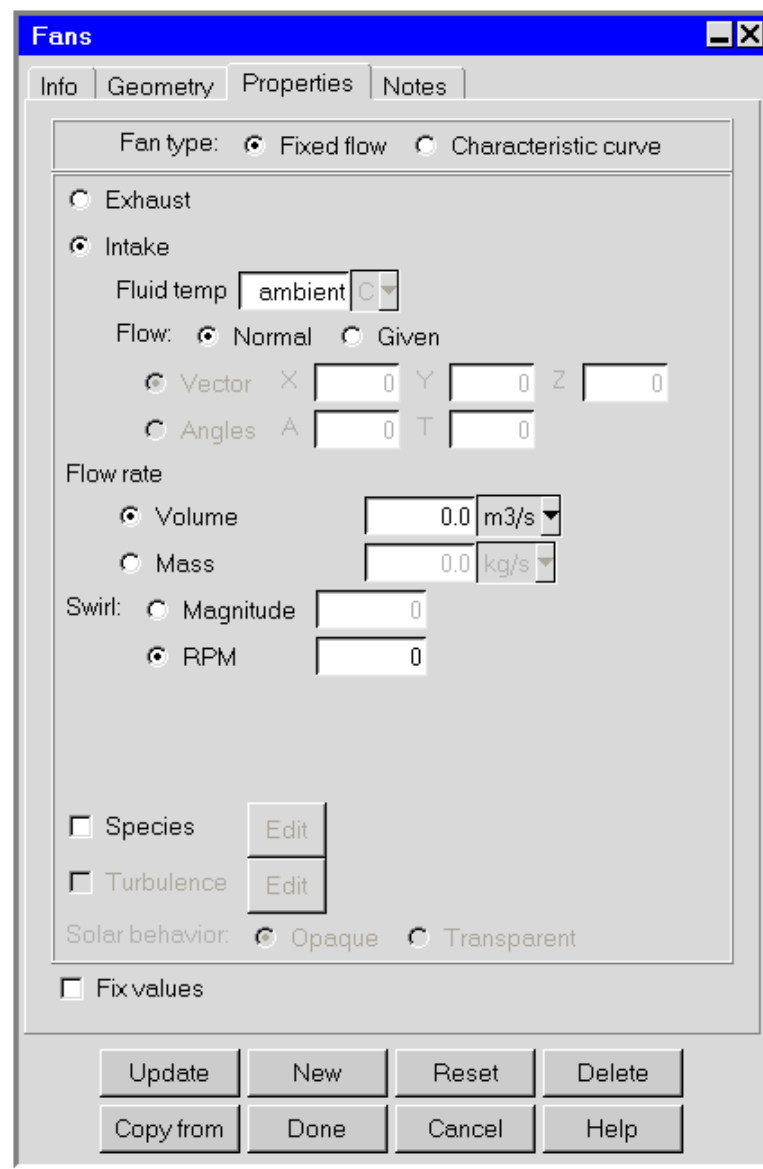 Fans
Info Geometry Properties Notes
Fan type: Fixed flow Characteristic curve
Exhaust
Intake
Fluid temp ambient C
Flow: Normal Given
Vector X 0 Y 0 Z 0
Angles A 0 T 0
Flow rate
Volume 0.0 m3/s
Mass 0.0 kg/s
Swirl: Magnitude 0
RPM 0
Species Edit
Turbulence Edit
Solar behavior: Opaque Transparent
Fix values
Update New Reset Delete
Copy from Done Cancel Help